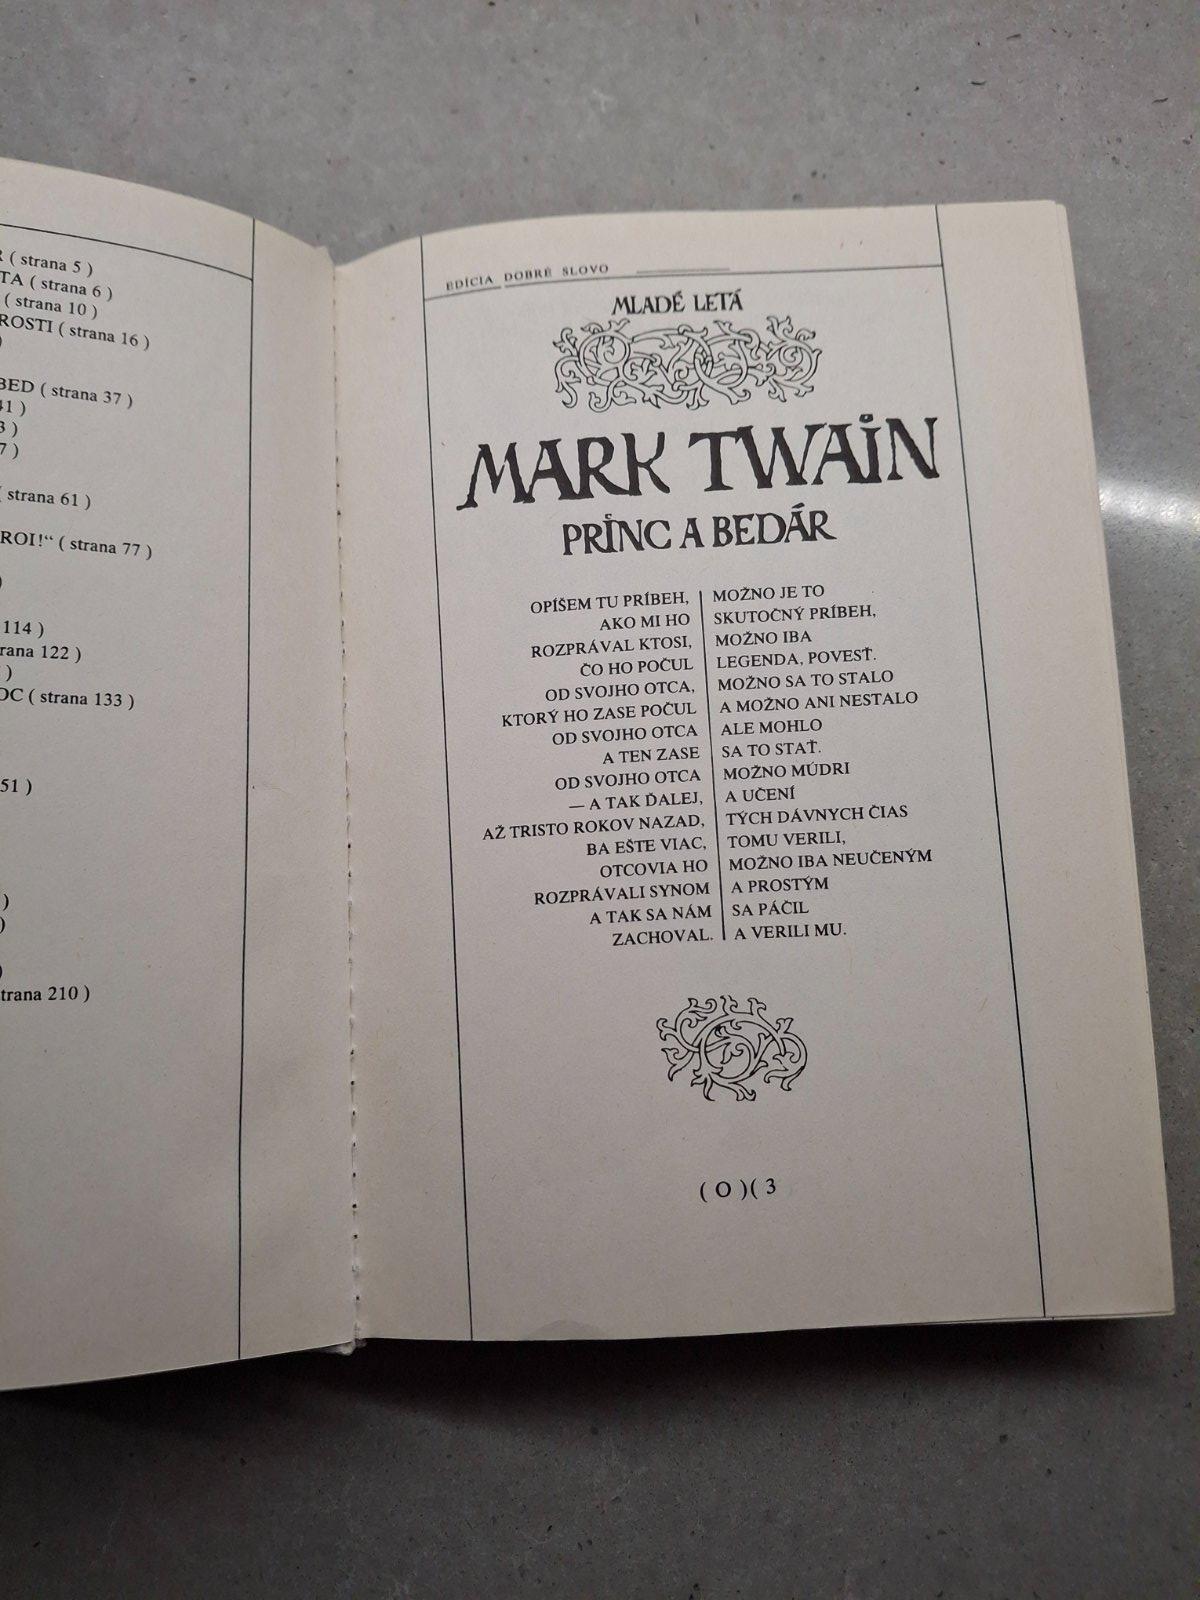 ( strana 5 )
TA ( strana 6 )
( strana 10 )
ROSTI ( strana 16 )
)
BED ( strana 37 )
41 )
3 )
7 )
( strana 61 )
ROI!“ ( strana 77 )
)
114 )
rana 122 )
)
OC ( strana 133 )
51 )
)
)
)
trana 210 )
EDÍCIA DOBRÉ SLOVO
MLADÉ LETÁ
MARK TWAIN
PRINC A BEDÁR
OPÍŠEM TU PRÍBEH,
AKO MI HO
ROZPRÁVAL KTOSI,
ČO HO POČUL
OD SVOJHO OTCA,
KTORÝ HO ZASE POČUL
OD SVOJHO OTCA
A TEN ZASE
OD SVOJHO OTCA
— A TAK ĎALEJ,
AŽ TRISTO ROKOV NAZAD,
BA EŠTE VIAC,
OTCOVIA HO
ROZPRÁVALI SYNOM
A TAK SA NÁM
ZACHOVAL.
MOŽNO JE TO
SKUTOČNÝ PRÍBEH,
MOŽNO IBA
LEGENDA, POVESŤ.
MOŽNO SA TO STALO
A MOŽNO ANI NESTALO
ALE MOHLO
SA TO STAŤ.
MOŽNO MÚDRI
A UČENÍ
TÝCH DÁVNYCH ČIAS
TOMU VERILI,
MOŽNO IBA NEUČENÝM
A PROSTÝM
SA PÁČIL
A VERILI MU.
( O )( 3